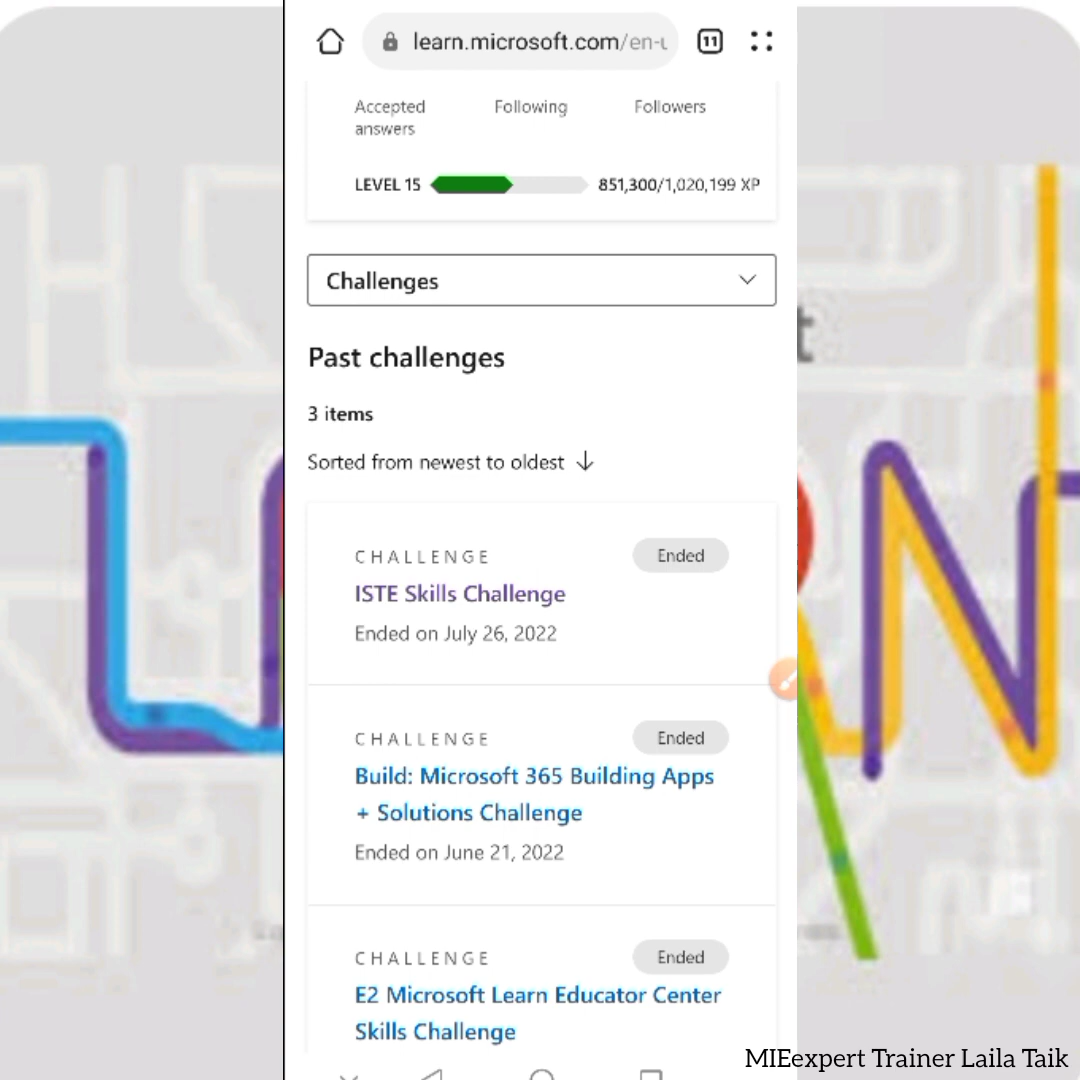 learn.microsoft.com/en-u
11
Accepted
answers
Following
Followers
LEVEL 15
851,300/1,020,199 XP
Challenges
Past challenges
3 items
Sorted from newest to oldest ↓
CHALLENGE
Ended
ISTE Skills Challenge
Ended on July 26, 2022
CHALLENGE
Ended
Build: Microsoft 365 Building Apps
+ Solutions Challenge
Ended on June 21, 2022
CHALLENGE
Ended
E2 Microsoft Learn Educator Center
Skills Challenge
MIEexpert Trainer Laila Taik